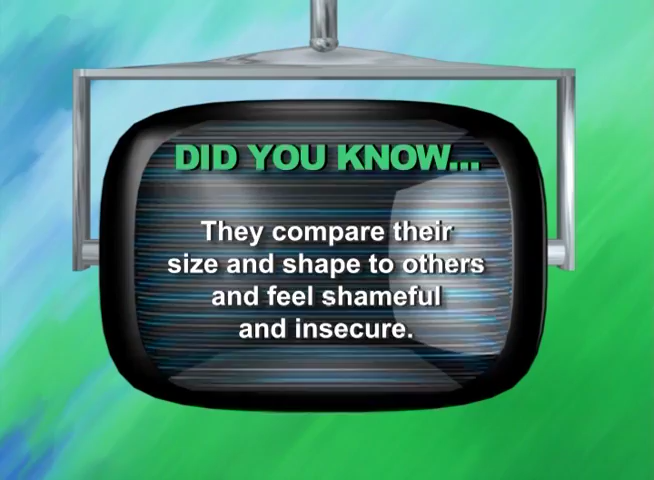 DID YOU KNOW...
They compare their
size and shape to others
and feel shameful
and insecure.